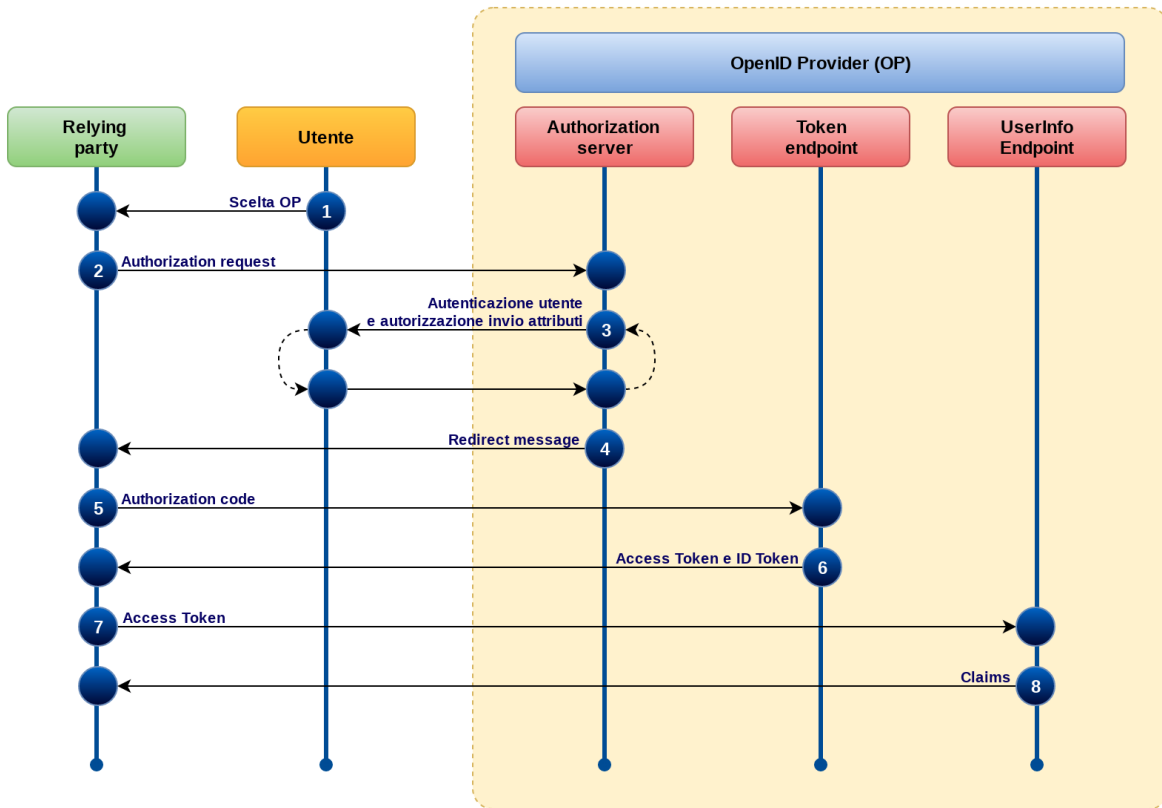 OpenID Provider (OP)
Relying
party
Utente
Authorization
server
Token
endpoint
UserInfo
Endpoint
Scelta OP
1
2
Authorization request
Autenticazione utente
e autorizzazione invio attributi
3
Redirect message
4
5
Authorization code
Access Token e ID Token
6
7
Access Token
Claims
8